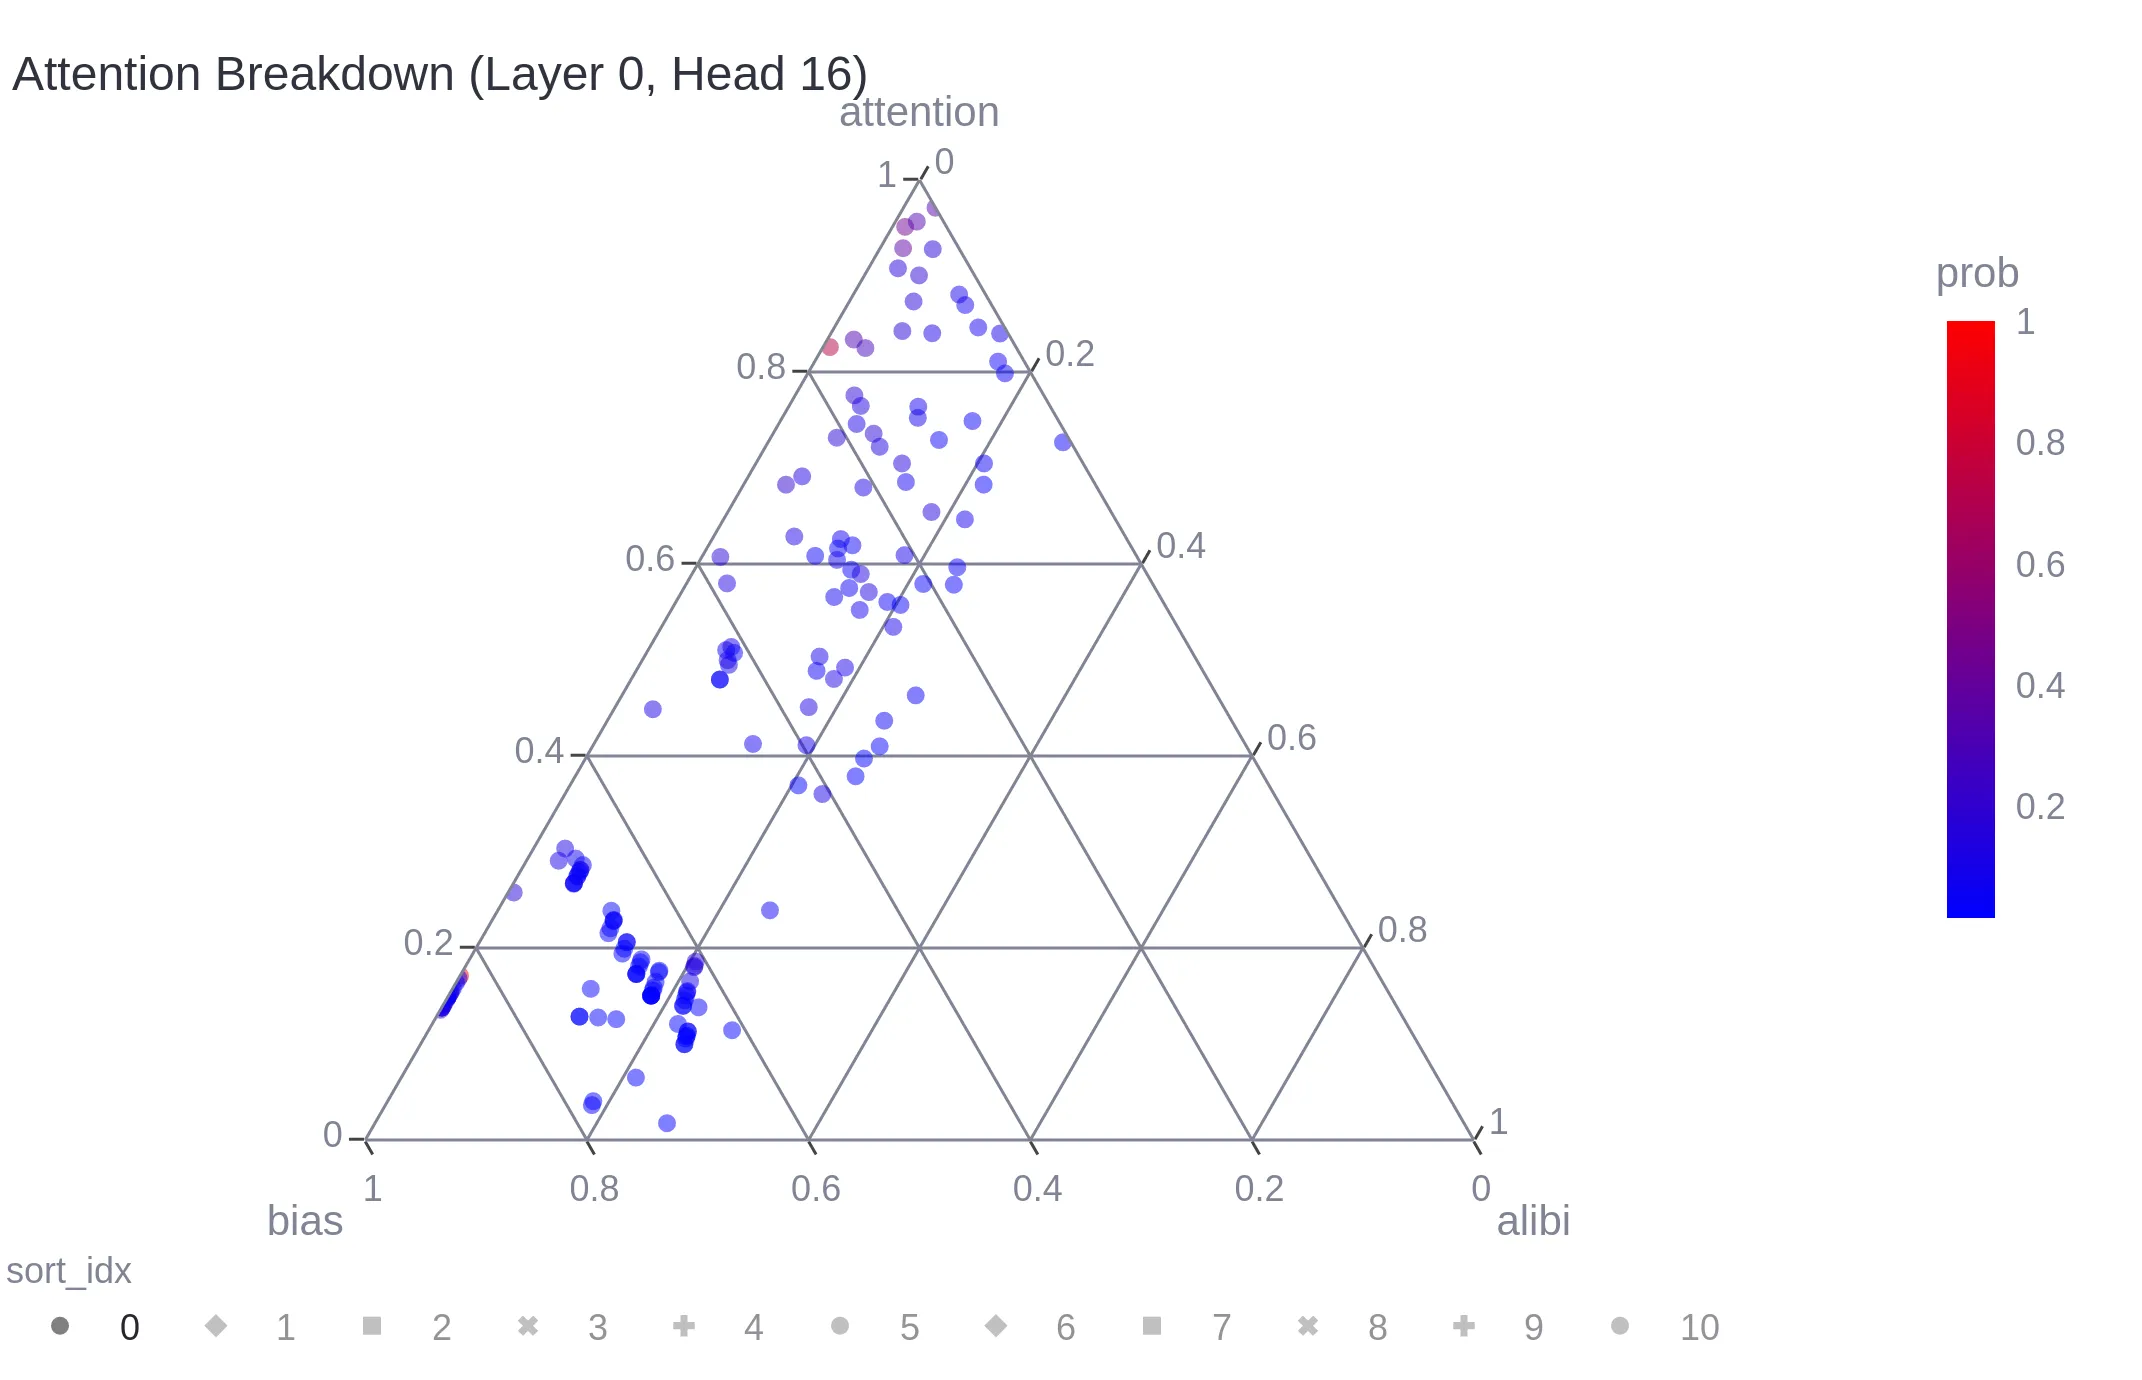 Attention Breakdown (Layer 0, Head 16)
attention
1 0
prob
1
0.8 0.2
0.8
0.6 0.4
0.6
0.4
0.4 0.6
0.2
0.2 0.8
0 1
1 0.8 0.6 0.4 0.2 0
bias alibi
sort_idx
0 1 2 3 4 5 6 7 8 9 10